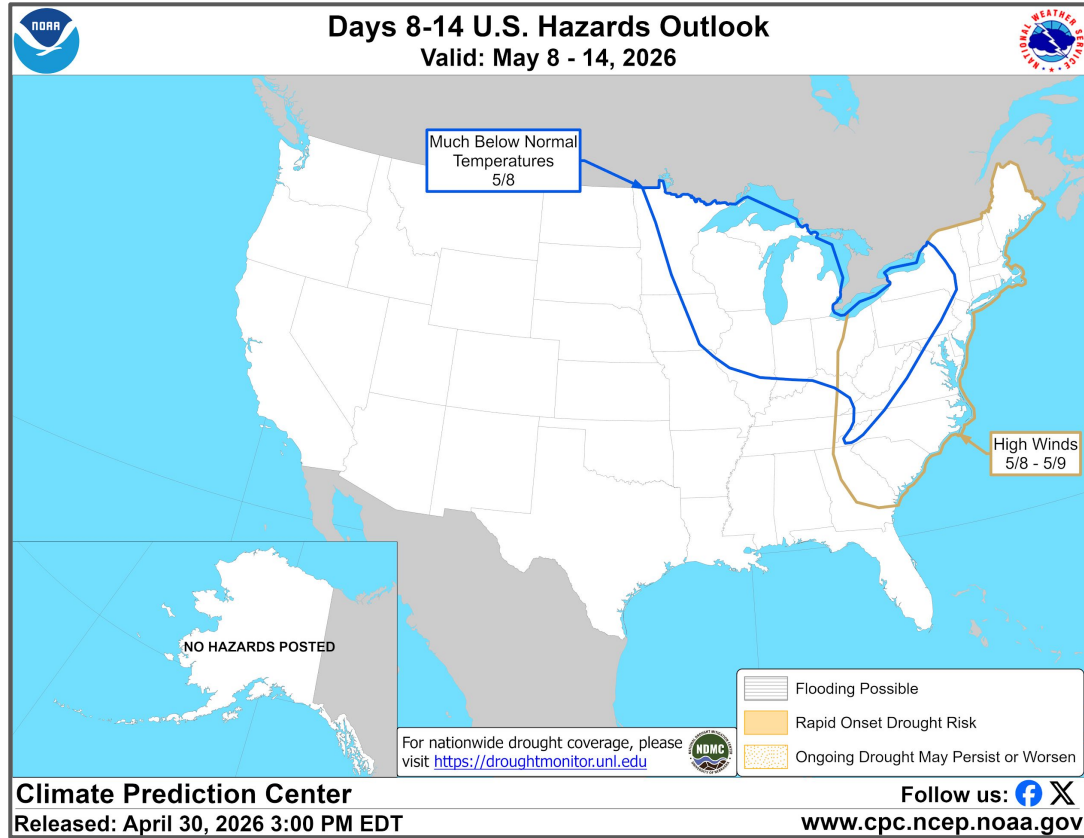 NOAA
Days 8-14 U.S. Hazards Outlook
Valid: May 8 - 14, 2026
NATIONAL WEATHER SERVICE
Much Below Normal
Temperatures
5/8
High Winds
5/8 - 5/9
NO HAZARDS POSTED
For nationwide drought coverage, please
visit https://droughtmonitor.unl.edu
NDMC
Flooding Possible
Rapid Onset Drought Risk
Ongoing Drought May Persist or Worsen
Climate Prediction Center
Released: April 30, 2026 3:00 PM EDT
Follow us:
www.cpc.ncep.noaa.gov